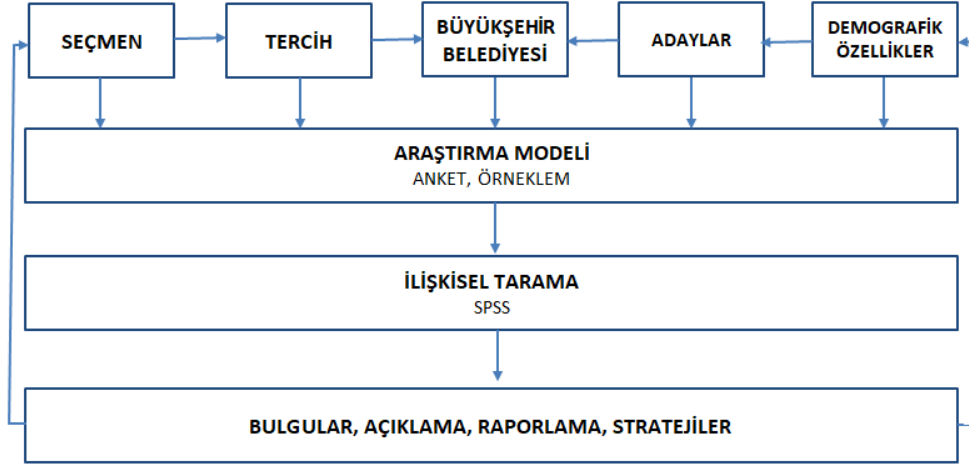 SEÇMEN
TERCİH
BÜYÜKŞEHİR
BELEDİYESİ
ADAYLAR
DEMOGRAFİK
ÖZELLİKLER
ARAŞTIRMA MODELİ
ANKET, ÖRNEKLEM
İLİŞKİSEL TARAMA
SPSS
BULGULAR, AÇIKLAMA, RAPORLAMA, STRATEJİLER